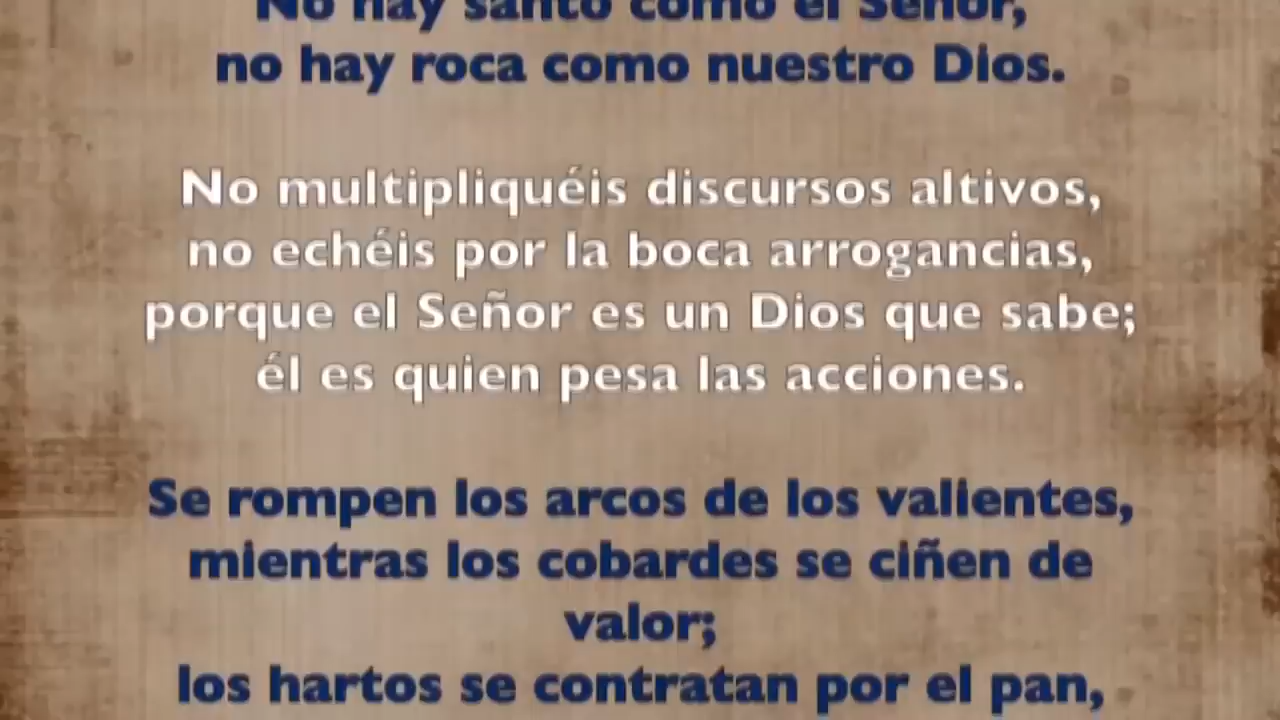 No hay santo como el Señor,
no hay roca como nuestro Dios.
No multipliquéis discursos altivos,
no echéis por la boca arrogancias,
porque el Señor es un Dios que sabe;
él es quien pesa las acciones.
Se rompen los arcos de los valientes,
mientras los cobardes se ciñen de
valor;
los hartos se contratan por el pan,